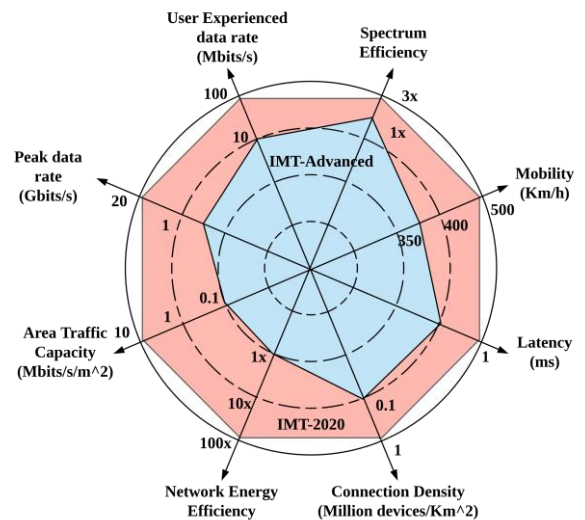 User Experienced
data rate
(Mbits/s)
Spectrum
Efficiency
100
3x
10
1x
IMT-Advanced
Peak data
rate
(Gbits/s)
20
1
Mobility
(Km/h)
500
400
350
0.1
1
10
Area Traffic
Capacity
(Mbits/s/m^2)
Latency
(ms)
1
1x
10x
100x
0.1
1
IMT-2020
Network Energy
Efficiency
Connection Density
(Million devices/Km^2)